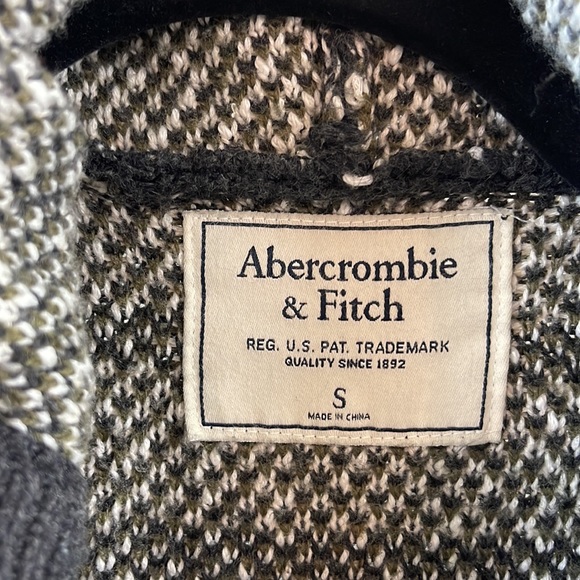 Abercrombie
& Fitch
REG. U.S. PAT. TRADEMARK
QUALITY SINCE 1892
S
MADE IN CHINA